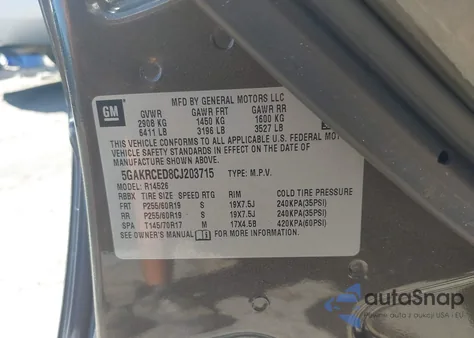 GM
MFD BY GENERAL MOTORS LLC
GVWR GAWR FRT GAWR RR
2908 KG 1450 KG 1600 KG
6411 LB 3196 LB 3527 LB
THIS VEHICLE CONFORMS TO ALL APPLICABLE U.S. FEDERAL MOTOR
VEHICLE SAFETY STANDARDS IN EFFECT ON THE DATE OF
MANUFACTURE SHOWN ABOVE.
5GAKRCED8CJ203715 TYPE: M.P.V.
MODEL: R14526
RBBX TIRE SIZE SPEED RTG RIM COLD TIRE PRESSURE
FRT P255/60R19 S 19X7.5J 240KPA(35PSI)
RR P255/60R19 S 19X7.5J 240KPA(35PSI)
SPA T145/70R17 M 17X4.5B 420KPA(60PSI)
SEE OWNER'S MANUAL FOR MORE INFORMATION.
autoSnap